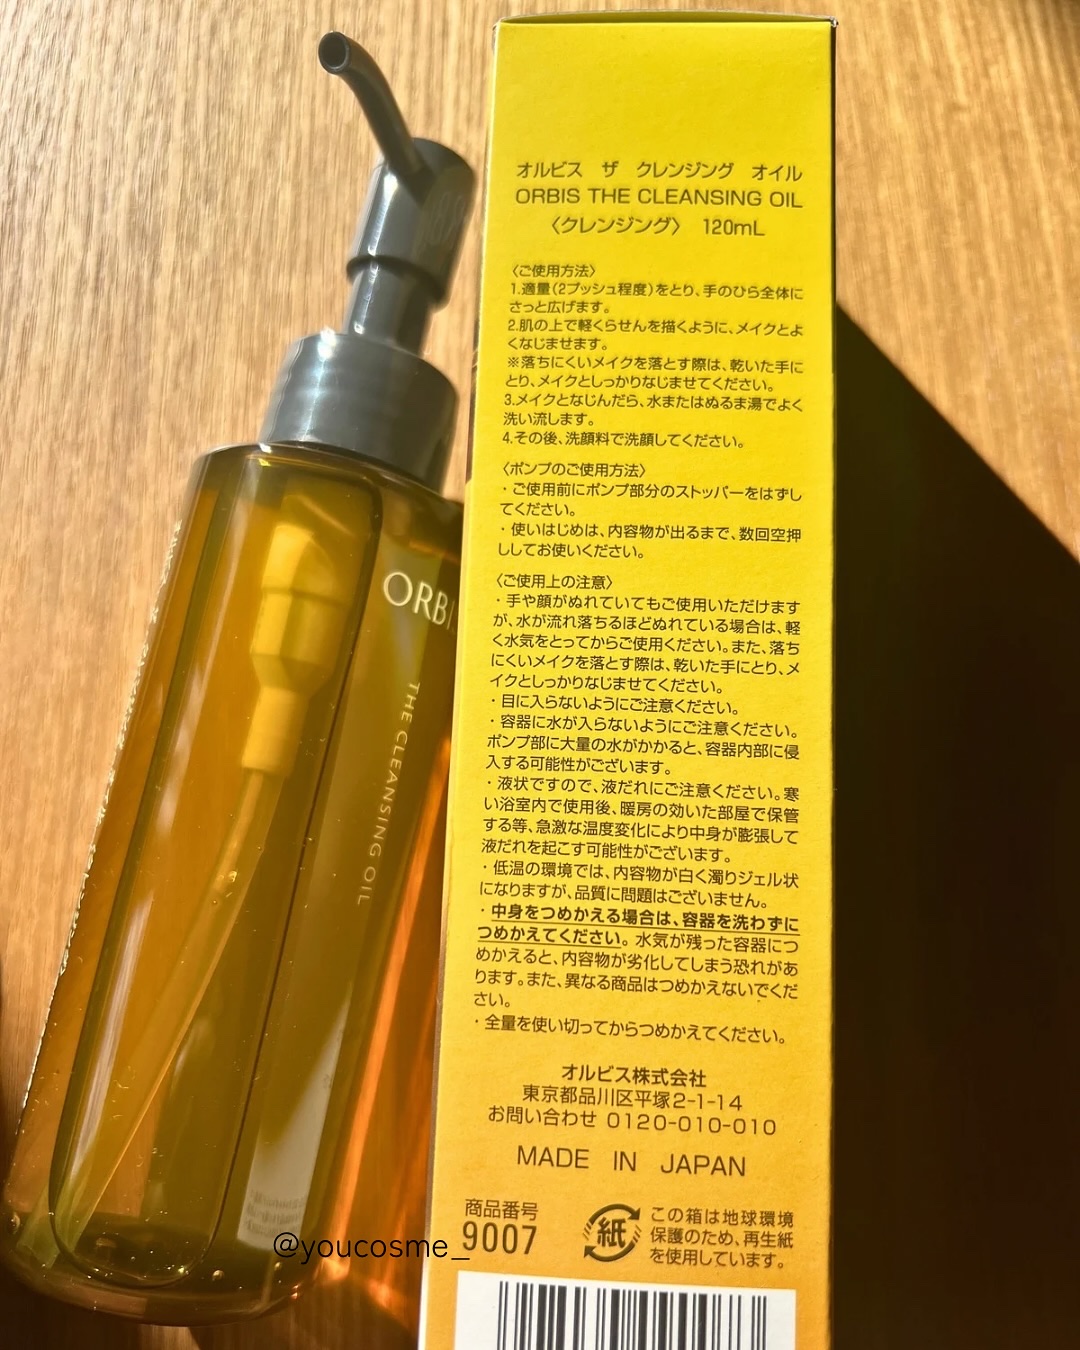 オルビス ザ クレンジング オイル
ORBIS THE CLEANSING OIL
〈クレンジング〉 120mL
〈ご使用方法〉
1.適量(2プッシュ程度)をとり、手のひら全体に
さっと広げます。
2.肌の上で軽くらせんを描くように、メイクとよ
くなじませます。
※落ちにくいメイクを落とす際は、乾いた手に
とり、メイクとしっかりなじませてください。
3.メイクとなじんだら、水またはぬるま湯でよく
洗い流します。
4.その後、洗顔料で洗顔してください。
〈ポンプのご使用方法〉
・ご使用前にポンプ部分のストッパーをはずし
てください。
・使いはじめは、内容物が出るまで、数回空押
ししてお使いください。
〈ご使用上の注意〉
・手や顔がぬれていてもご使用いただけます
が、水が流れ落ちるほどぬれている場合は、軽
く水気をとってからご使用ください。また、落ち
にくいメイクを落とす際は、乾いた手にとり、メ
イクとしっかりなじませてください。
・目に入らないようにご注意ください。
・容器に水が入らないようにご注意ください。
ポンプ部に大量の水がかかると、容器内部に侵
入する可能性がございます。
・液状ですので、液だれにご注意ください。寒
い浴室内で使用後、暖房の効いた部屋で保管
する等、急激な温度変化により中身が膨張して
液だれを起こす可能性がございます。
・低温の環境では、内容物が白く濁りジェル状
になりますが、品質に問題はございません。
・中身をつめかえる場合は、容器を洗わずに
つめかえてください。水気が残った容器につ
めかえると、内容物が劣化してしまう恐れがあ
ります。また、異なる商品はつめかえないでくだ
さい。
・全量を使い切ってからつめかえてください。
オルビス株式会社
東京都品川区平塚2-1-14
お問い合わせ 0120-010-010
MADE IN JAPAN
商品番号
9007
紙
この箱は地球環境
保護のため、再生紙
を使用しています。
ORBI
THE CLEANSING OIL
@youcosme_